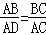 AB/AD = BC/AC